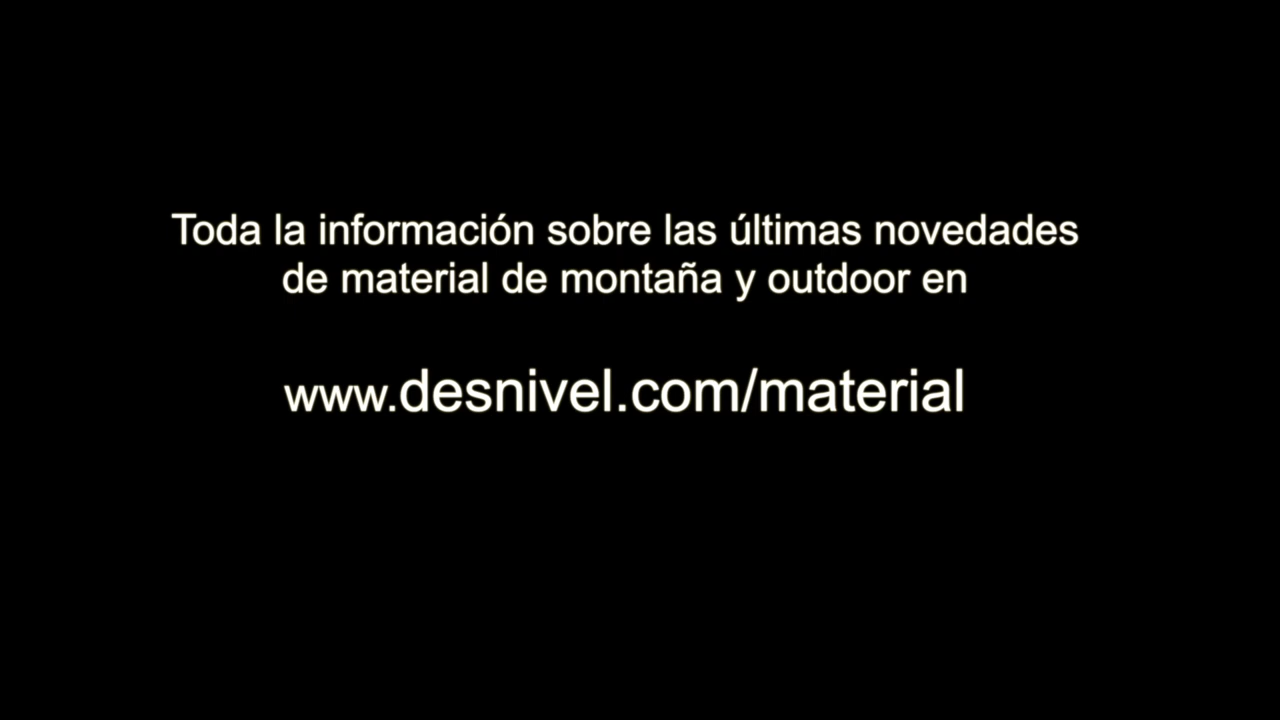 Toda la información sobre las últimas novedades
de material de montaña y outdoor en
www.desnivel.com/material